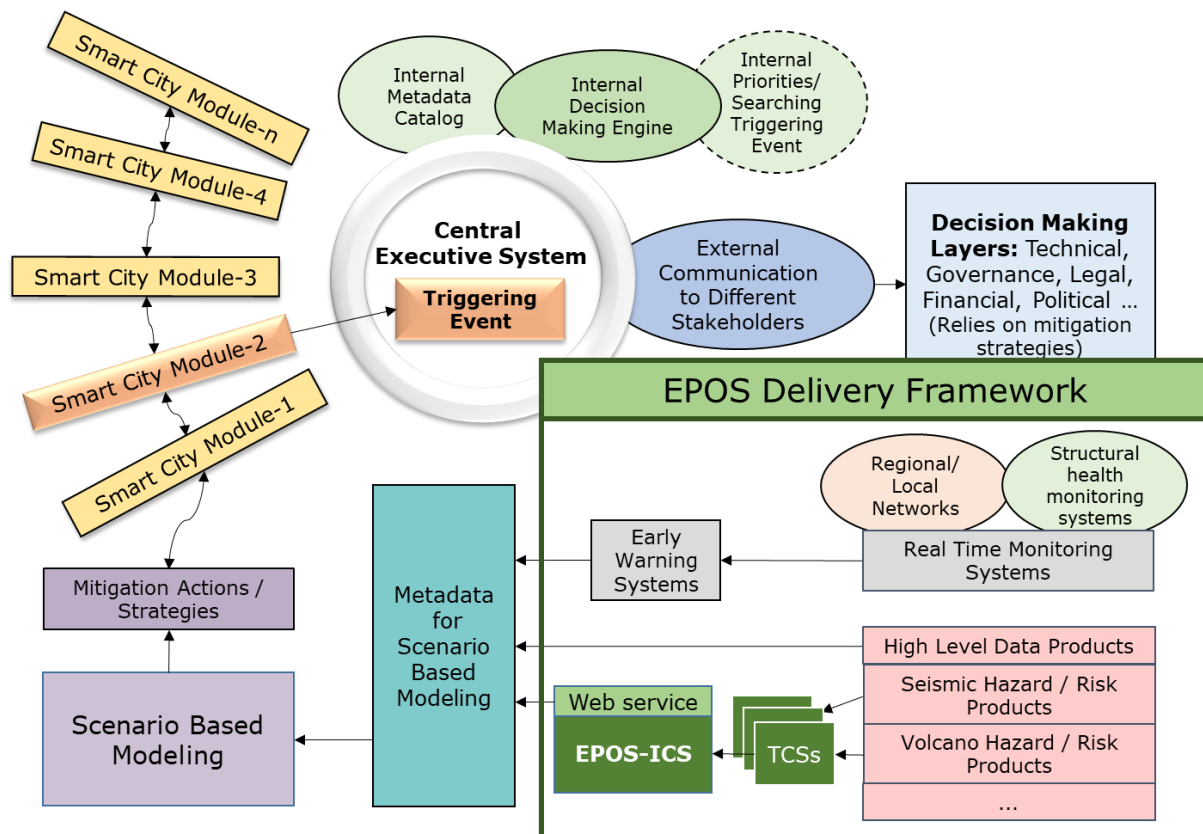 Smart City Module-n
Smart City Module-4
Smart City Module-3
Smart City Module-2
Smart City Module-1
Internal
Metadata
Catalog
Internal
Decision
Making Engine
Internal
Priorities/
Searching
Triggering
Event
Central
Executive System
Triggering
Event
External
Communication
to Different
Stakeholders
Decision Making
Layers: Technical,
Governance, Legal,
Financial, Political ...
(Relies on mitigation
strategies)
EPOS Delivery Framework
Regional/
Local
Networks
Structural
health
monitoring
systems
Real Time Monitoring
Systems
Early
Warning
Systems
High Level Data Products
Seismic Hazard / Risk
Products
Volcano Hazard / Risk
Products
...
TCSs
Web service
EPOS-ICS
Metadata
for
Scenario
Based
Modeling
Mitigation Actions /
Strategies
Scenario Based
Modeling